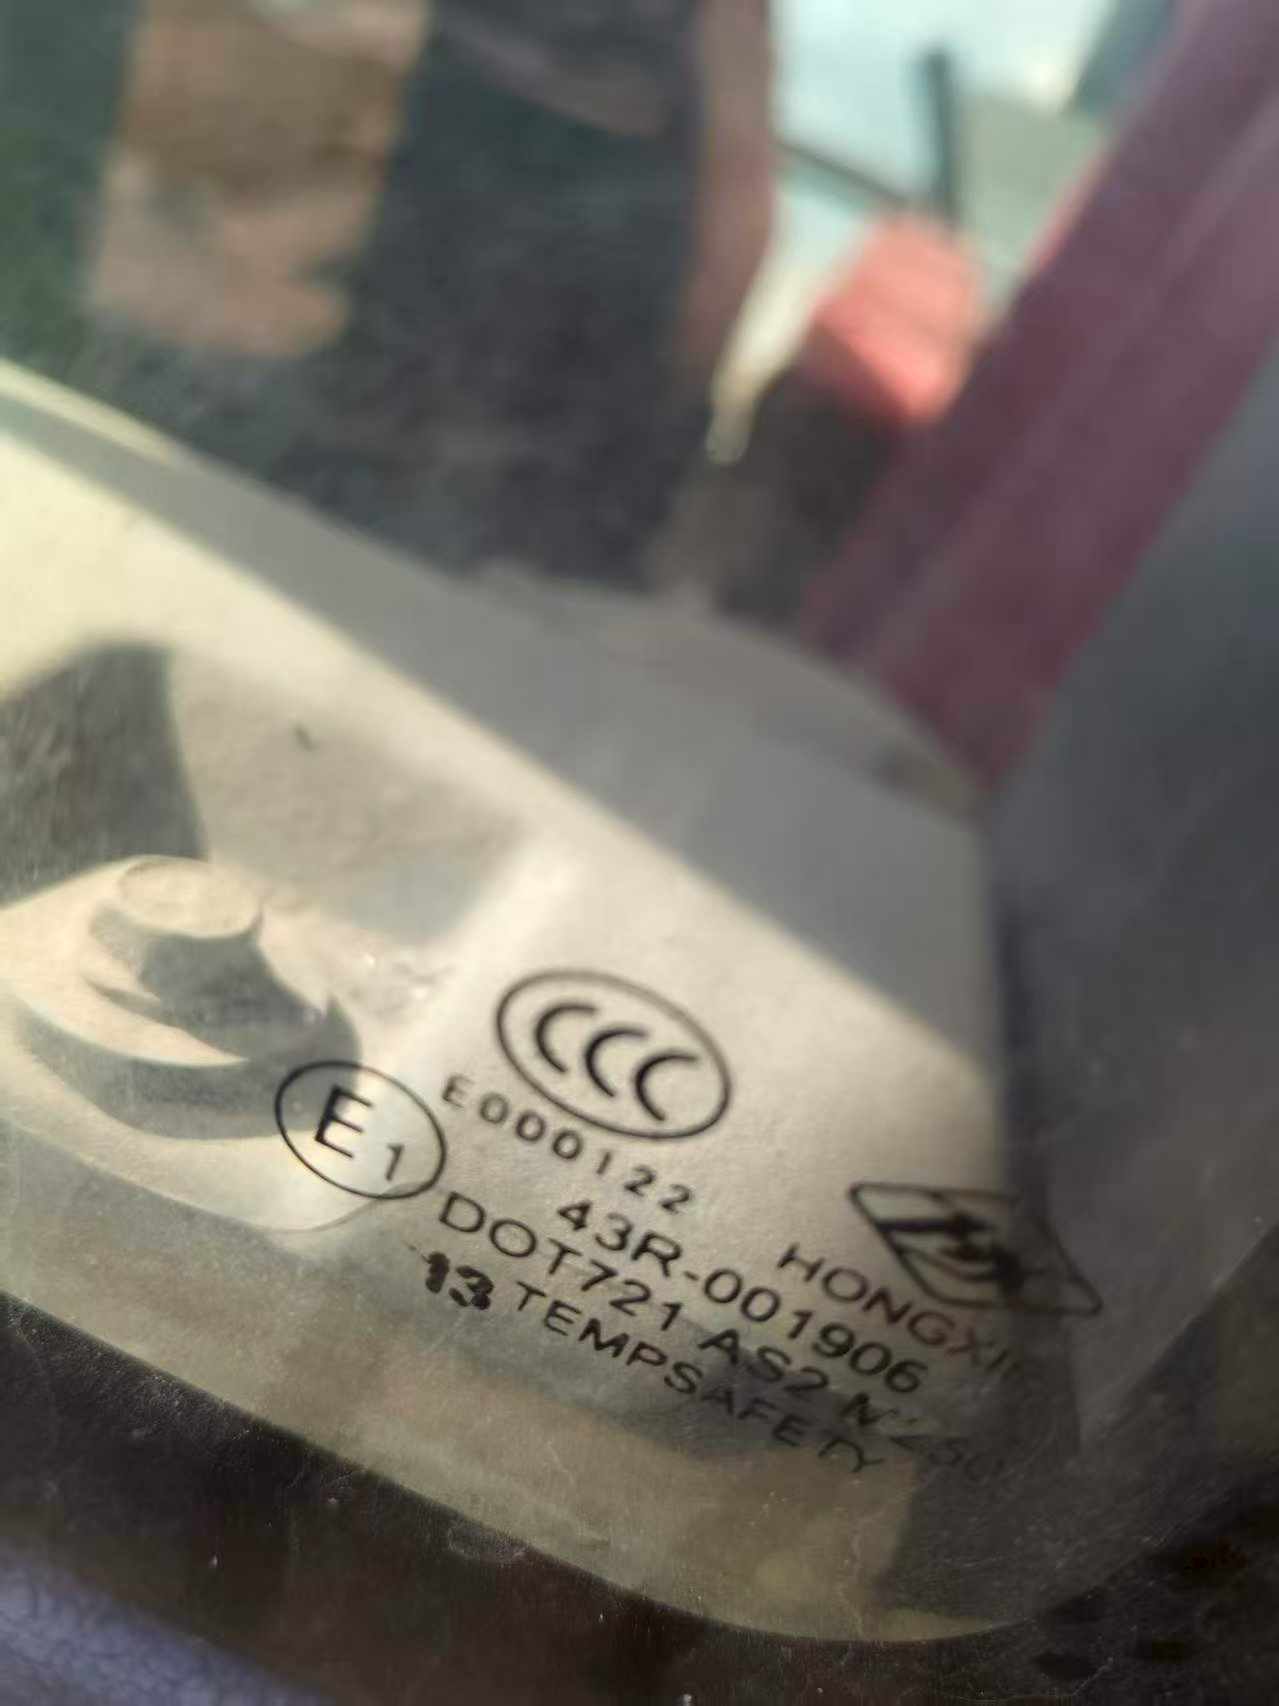 CCC
E000122
HONGXI
E1
43R-001906
DOT721 AS2
13 TEMPSAFETY